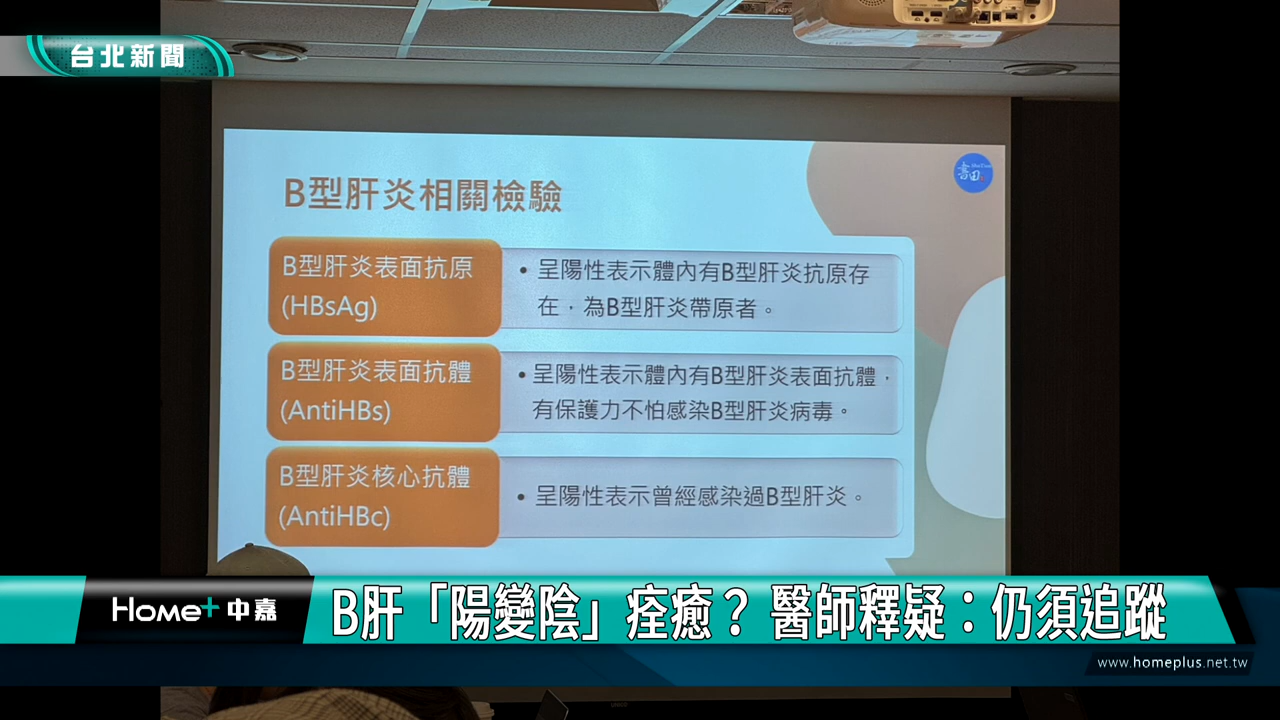 台北新聞
書田
B型肝炎相關檢驗
B型肝炎表面抗原
(HBsAg)
• 呈陽性表示體內有B型肝炎抗原存
在，為B型肝炎帶原者。
B型肝炎表面抗體
(AntiHBs)
• 呈陽性表示體內有B型肝炎表面抗體，
有保護力不怕感染B型肝炎病毒。
B型肝炎核心抗體
(AntiHBc)
• 呈陽性表示曾經感染過B型肝炎。
Home+中嘉
B肝「陽變陰」痊癒？醫師釋疑：仍須追蹤
www.homeplus.net.tw